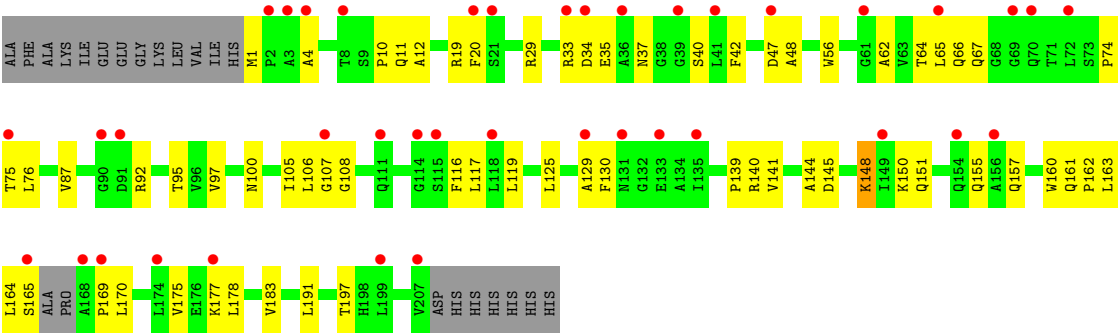 ALA PHE ALA LYS ILE GLU GLU GLY LYS LEU VAL ILE HIS M1 P2 A3 A4 T8 S9 P10 Q11 A12 R19 F20 S21 R29 R33 D34 E35 A36 N37 G38 G39 S40 L41 F42 D47 A48 W56 G61 A62 V63 T64 L65 Q66 Q67 G68 G69 Q70 T71 L72 S73 P74
T75 L76 V87 G90 D91 R92 T95 V96 V97 N100 I105 L106 G107 G108 Q111 G114 S115 F116 L117 L118 L119 L125 A129 F130 N131 G132 E133 A134 I135 P139 R140 V141 A144 D145 K148 I149 K150 Q151 Q154 Q155 A156 Q157 W160 Q161 P162 L163
L164 S165 ALA PRO A168 P169 L170 L174 V175 E176 K177 L178 V183 L191 T197 H198 L199 V207 ASP HIS HIS HIS HIS HIS HIS